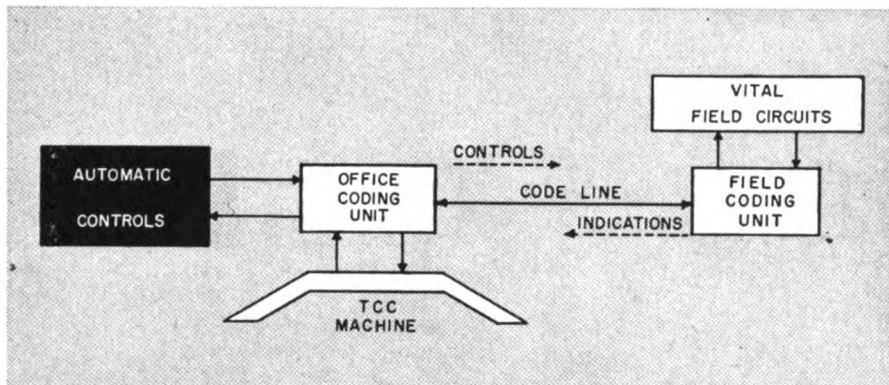 AUTOMATIC
CONTROLS
OFFICE
CODING
UNIT
TCC
MACHINE
CONTROLS
CODE LINE
INDICATIONS
VITAL
FIELD CIRCUITS
FIELD
CODING
UNIT